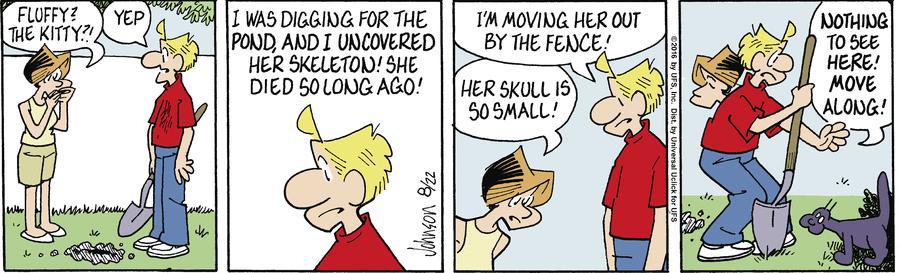 FLUFFY?
THE KITTY?!
YEP
I WAS DIGGING FOR THE
POND, AND I UNCOVERED
HER SKELETON! SHE
DIED SO LONG AGO!
Johnson 8/22
I'M MOVING HER OUT
BY THE FENCE!
HER SKULL IS
SO SMALL!
©2016 by UFS, Inc. Dist. by Universal Uclick for UFS
NOTHING
TO SEE
HERE!
MOVE
ALONG!